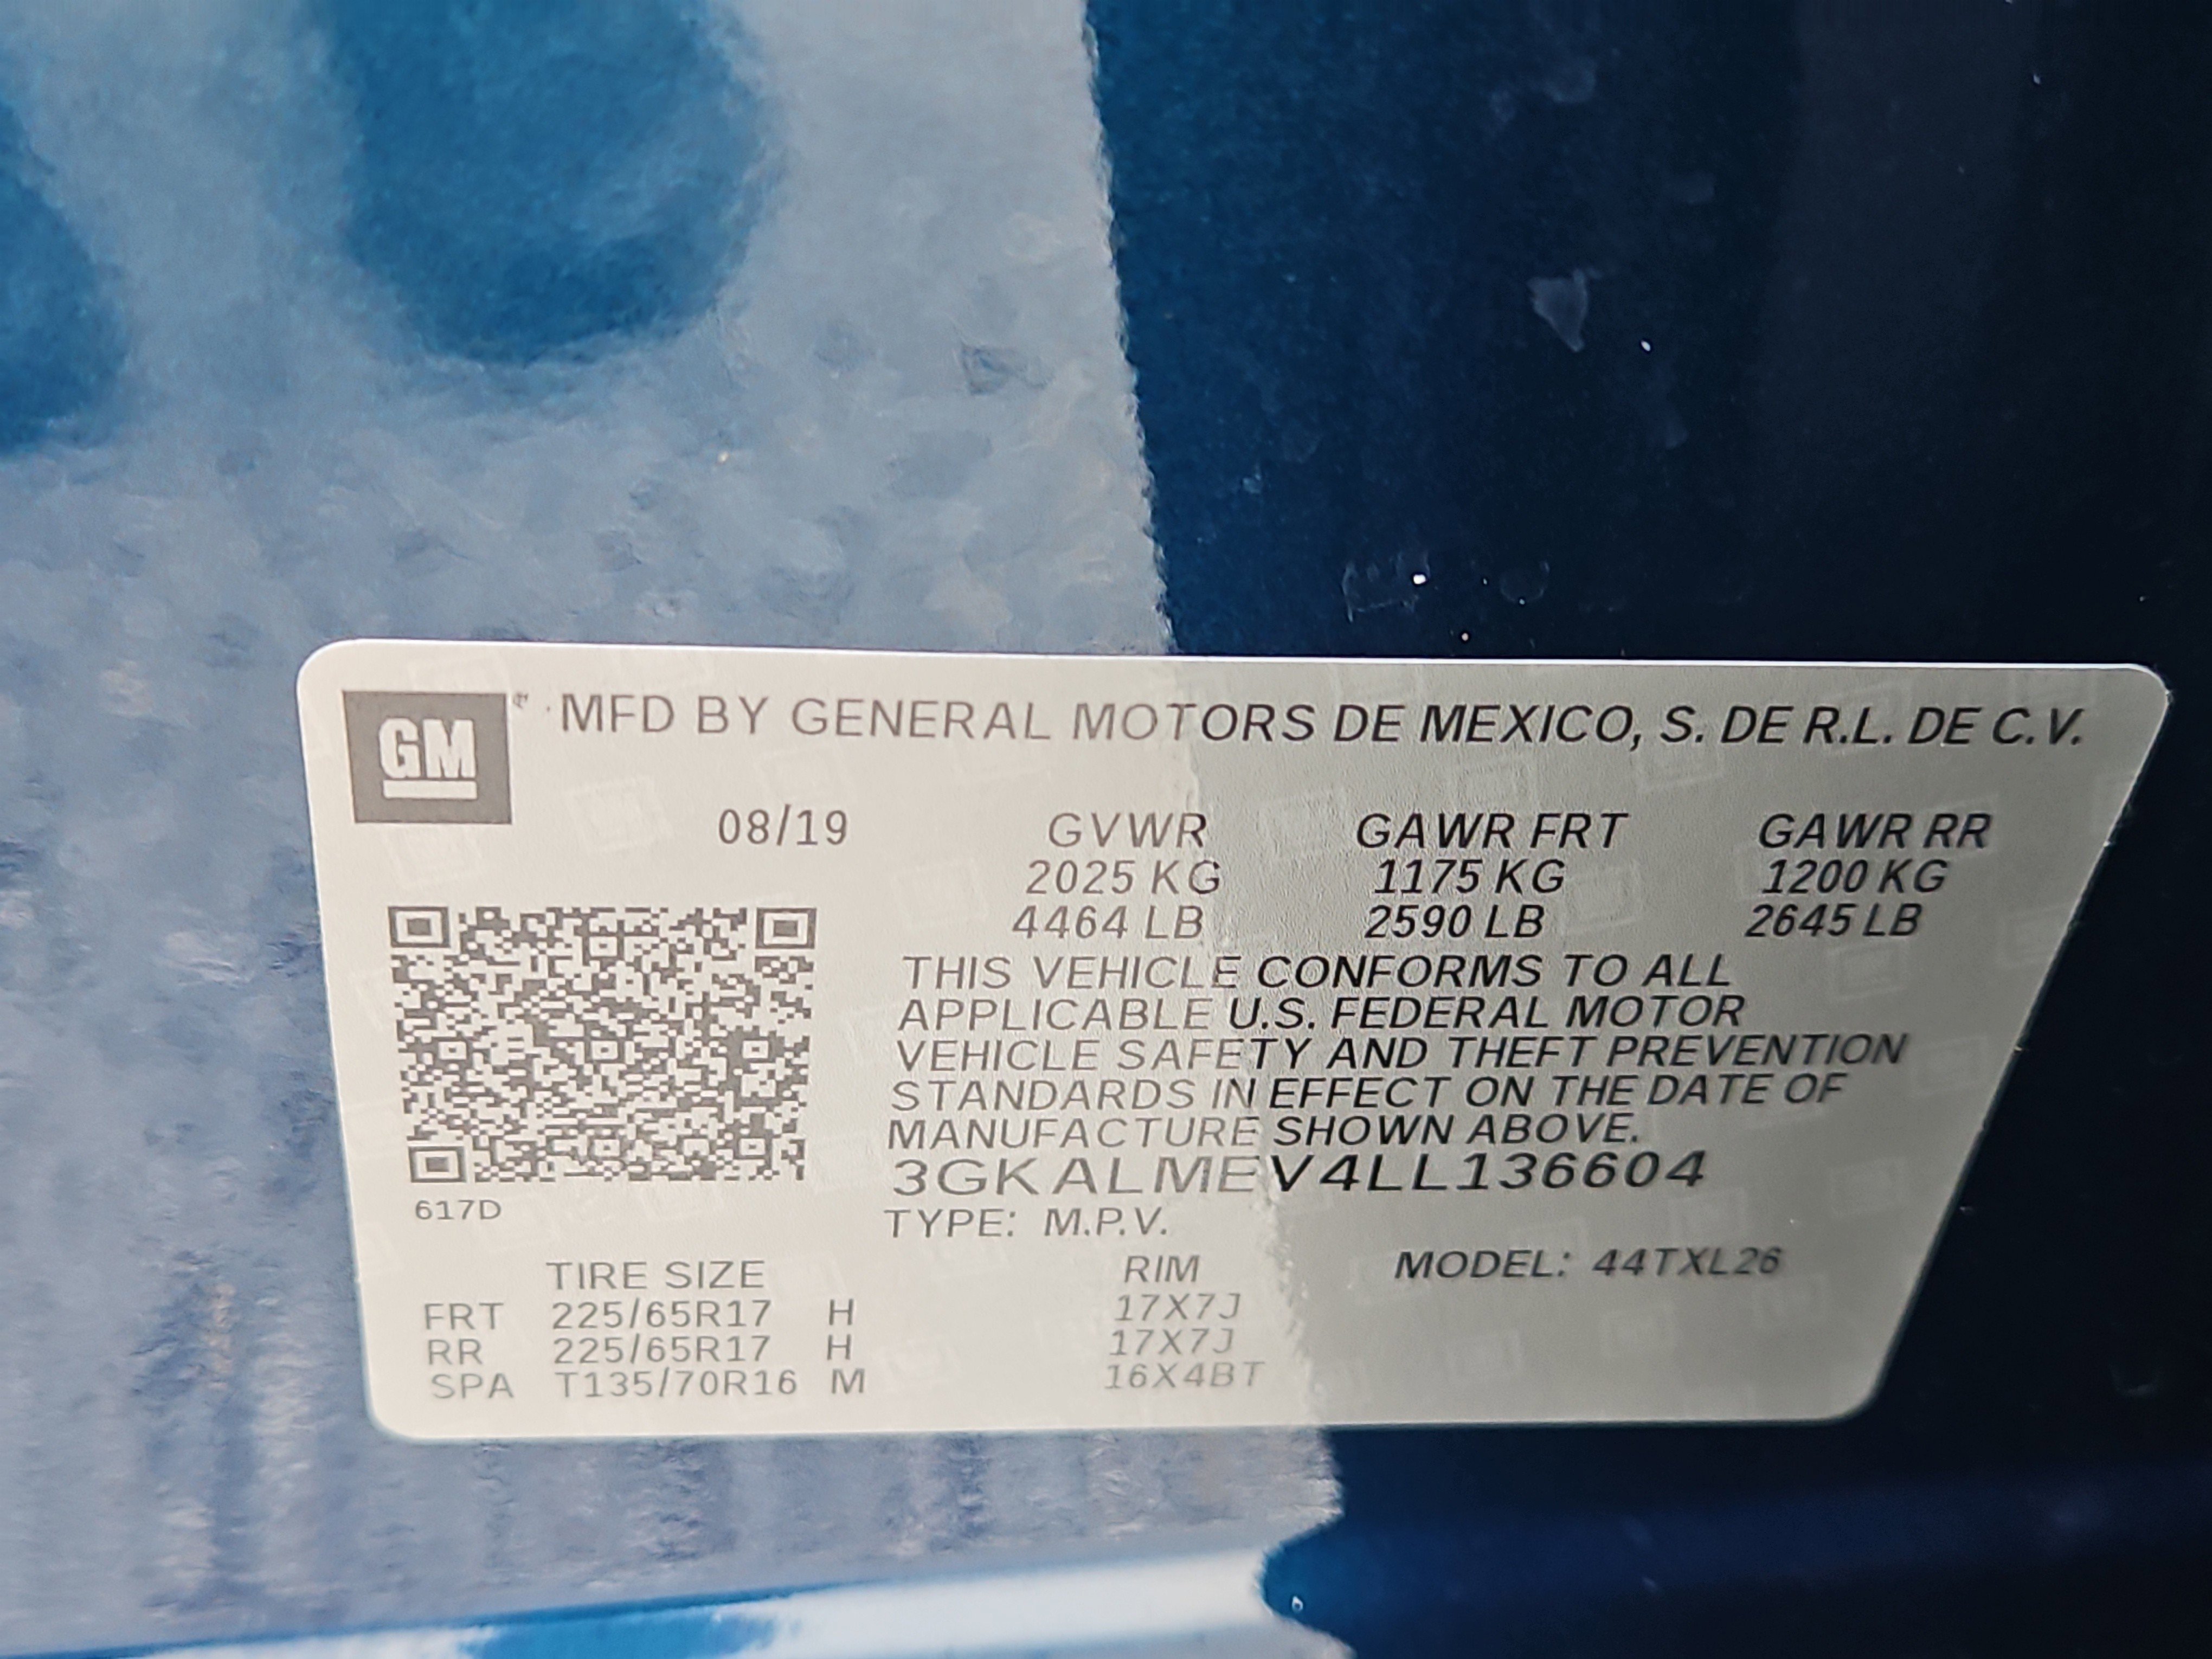 GM ® MFD BY GENERAL MOTORS DE MEXICO, S. DE R.L. DE C.V.
08/19 GVWR GAWR FRT GAWR RR
2025 KG 1175 KG 1200 KG
4464 LB 2590 LB 2645 LB
THIS VEHICLE CONFORMS TO ALL
APPLICABLE U.S. FEDERAL MOTOR
VEHICLE SAFETY AND THEFT PREVENTION
STANDARDS IN EFFECT ON THE DATE OF
MANUFACTURE SHOWN ABOVE.
3GKALMEV4LL136604
617D
TYPE: M.P.V.
MODEL: 44TXL26
TIRE SIZE RIM
FRT 225/65R17 H 17X7J
RR 225/65R17 H 17X7J
SPA T135/70R16 M 16X4BT